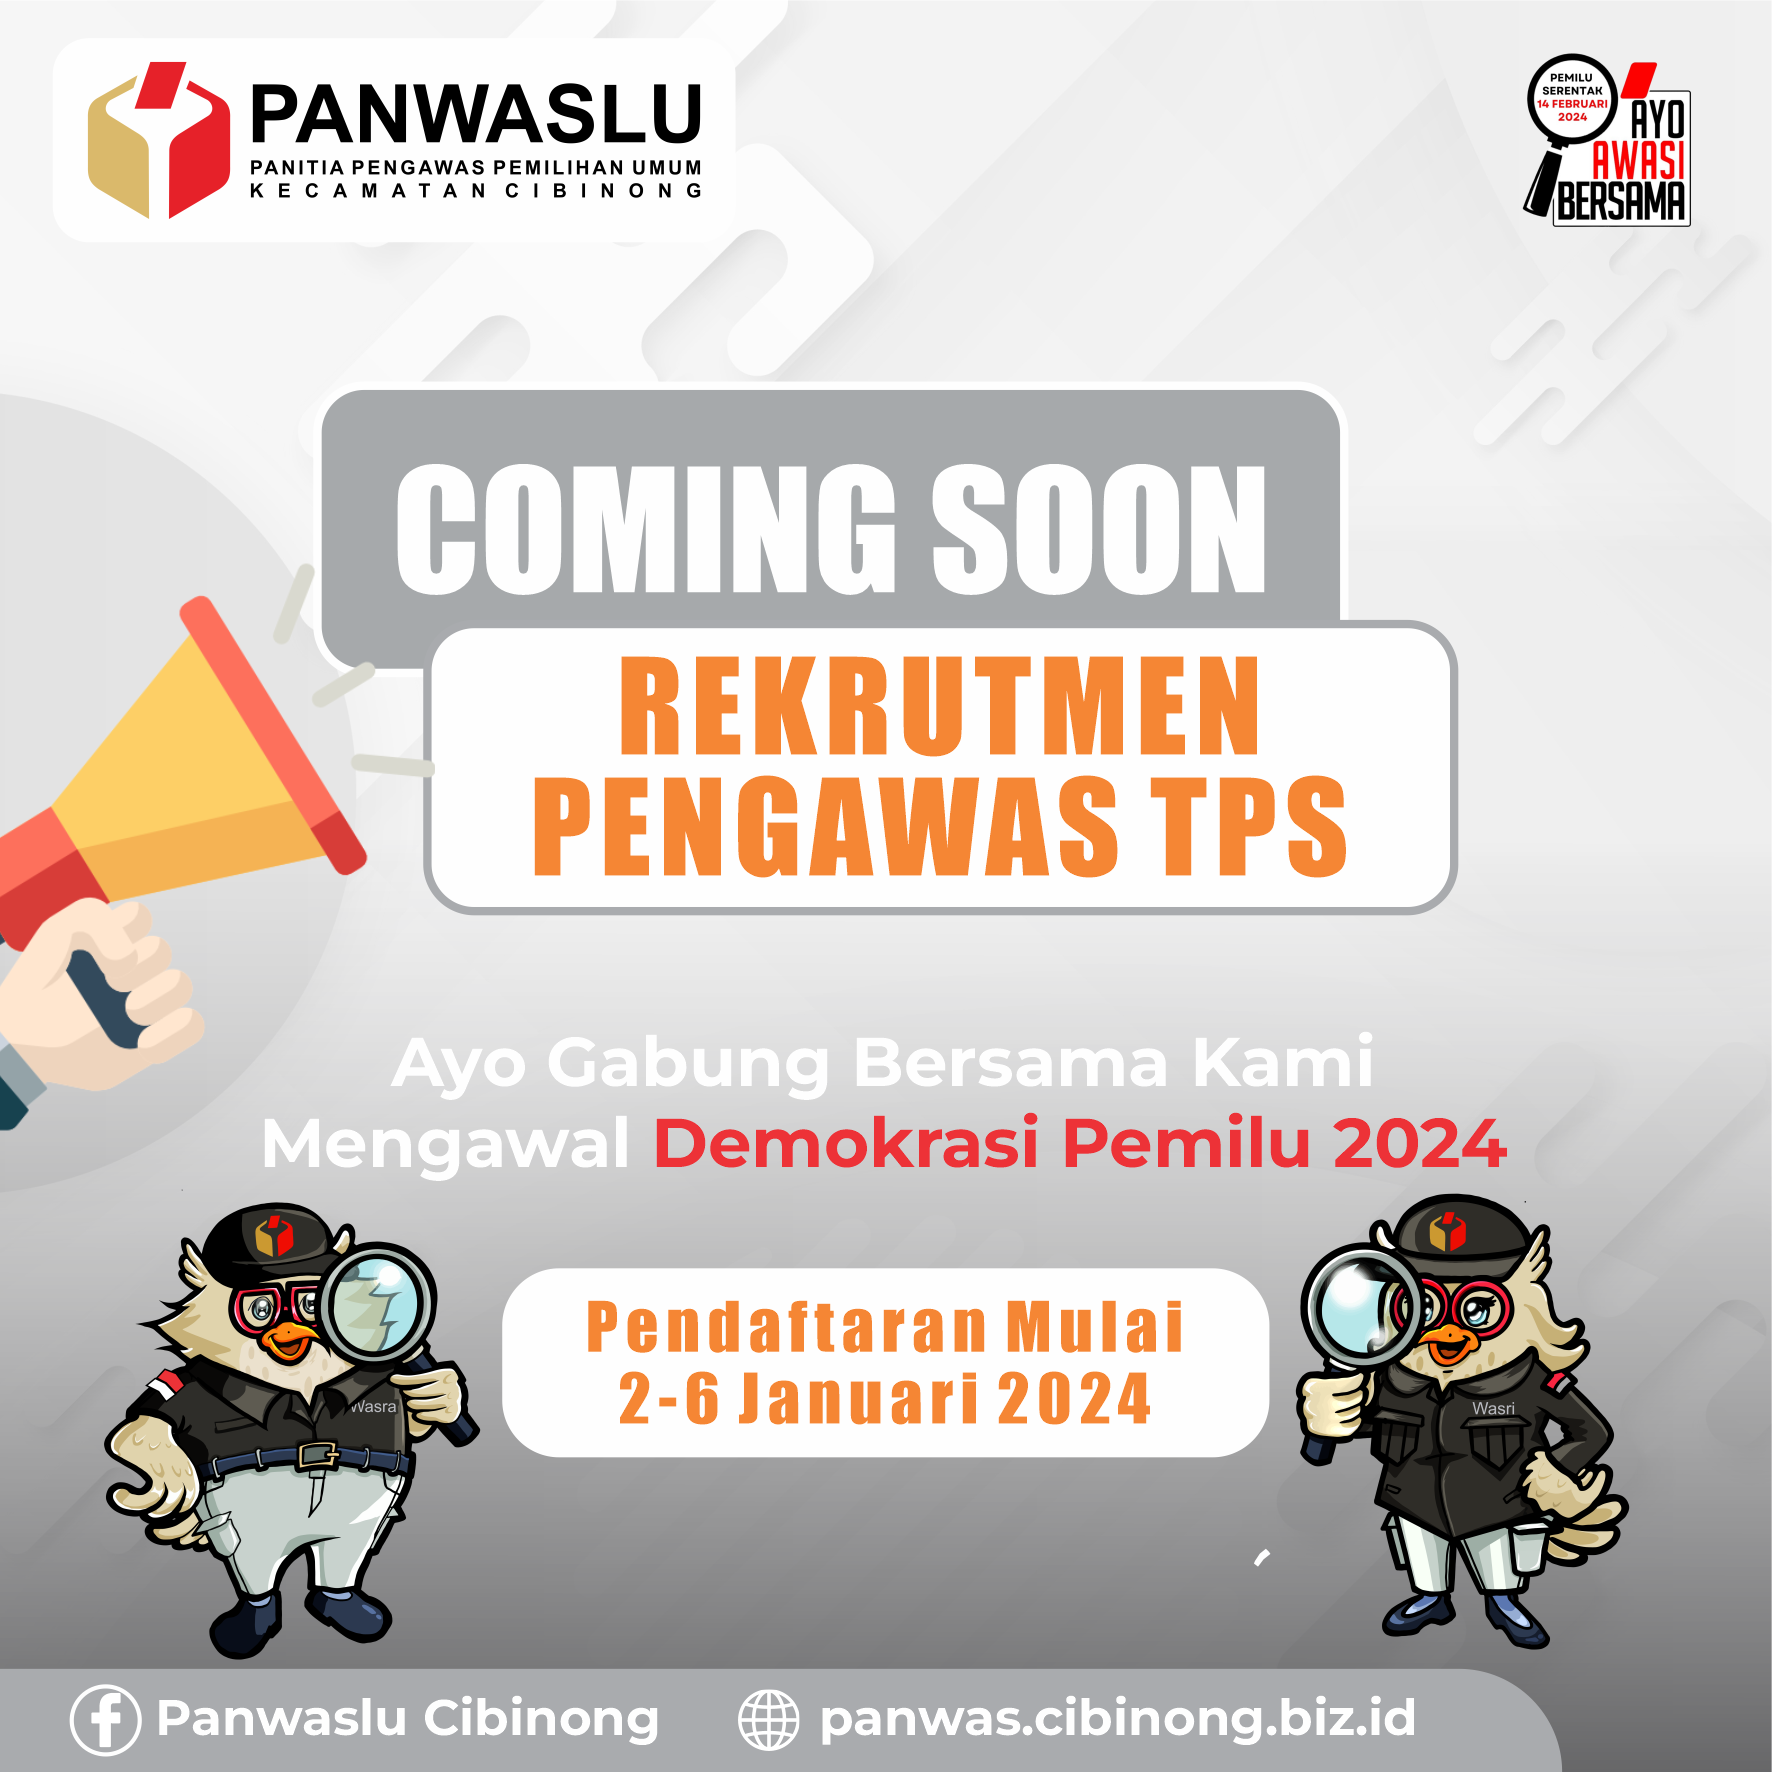 PANWASLU
PANITIA PENGAWAS PEMILIHAN UMUM
KECAMATAN CIBINONG
PEMILU
SERENTAK
14 FEBRUARI
2024
AYO
AWASI
BERSAMA
COMING SOON
REKRUTMEN
PENGAWAS TPS
Ayo Gabung Bersama Kami
Mengawal Demokrasi Pemilu 2024
Pendaftaran Mulai
2-6 Januari 2024
Wasra
Wasri
Panwaslu Cibinong
panwas.cibinong.biz.id